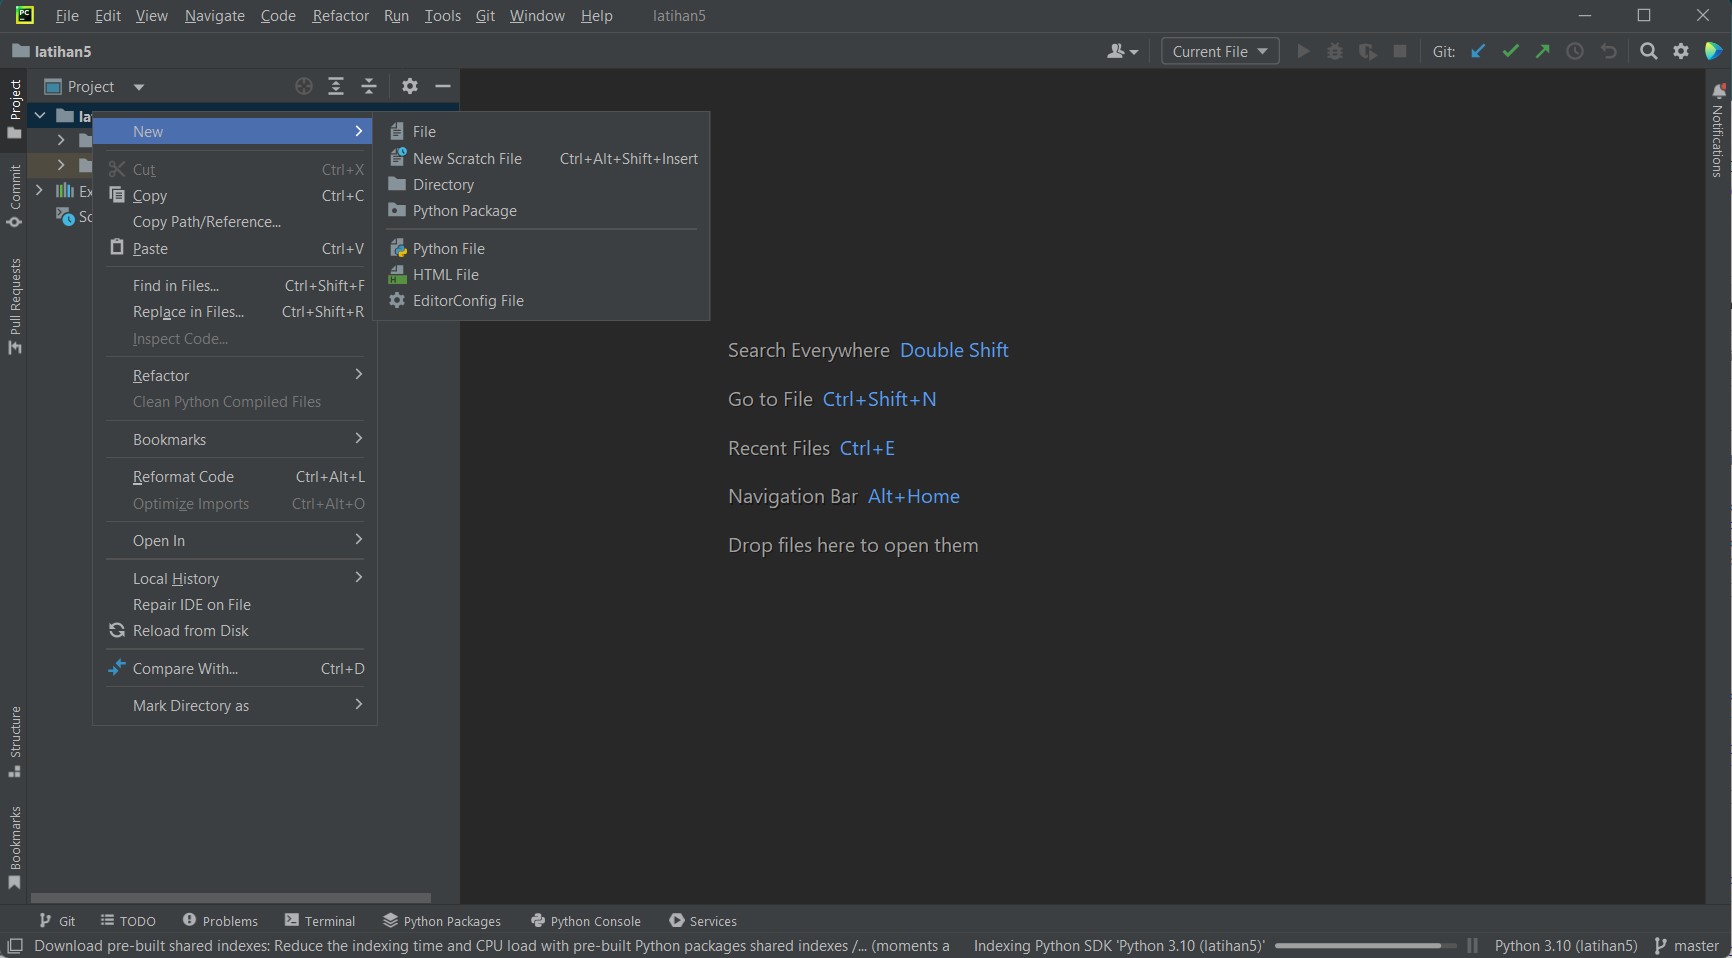 PC
File Edit View Navigate Code Refactor Run Tools Git Window Help latihan5
latihan5 Current File Git:
Project
New
Cut Ctrl+X
Copy Ctrl+C
Copy Path/Reference...
Paste Ctrl+V
Find in Files... Ctrl+Shift+F
Replace in Files... Ctrl+Shift+R
Inspect Code...
Refactor
Clean Python Compiled Files
Bookmarks
Reformat Code Ctrl+Alt+L
Optimize Imports Ctrl+Alt+O
Open In
Local History
Repair IDE on File
Reload from Disk
Compare With... Ctrl+D
Mark Directory as
File
New Scratch File Ctrl+Alt+Shift+Insert
Directory
Python Package
Python File
HTML File
EditorConfig File
Search Everywhere Double Shift
Go to File Ctrl+Shift+N
Recent Files Ctrl+E
Navigation Bar Alt+Home
Drop files here to open them
Project
Commit
Pull Requests
Structure
Bookmarks
Notifications
Git TODO Problems Terminal Python Packages Python Console Services
Download pre-built shared indexes: Reduce the indexing time and CPU load with pre-built Python packages shared indexes /... (moments a Indexing Python SDK 'Python 3.10 (latihan5)' Python 3.10 (latihan5) master